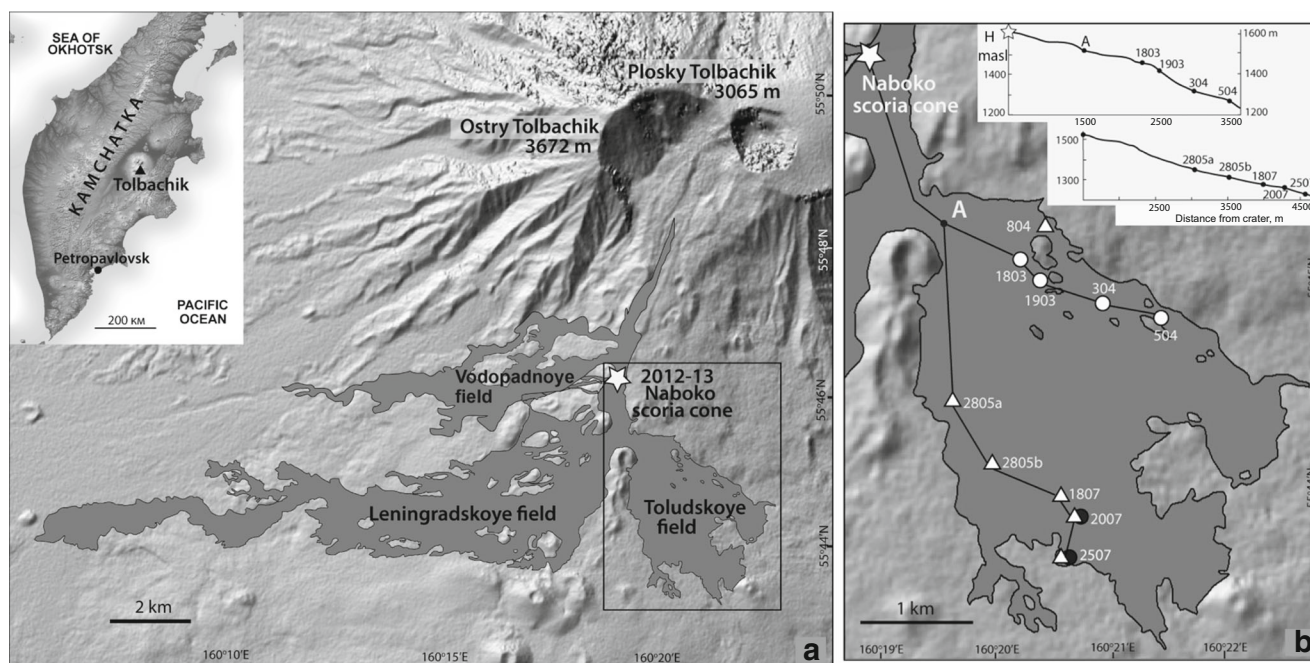 SEA OF
OKHOTSK
KAMCHATKA
Tolbachik
Petropavlovsk
200 KM
PACIFIC
OCEAN
Plosky Tolbachik
3065 m
Ostry Tolbachik
3672 m
Vodopadnoye
field
2012-13
Naboko
scoria cone
Leningradskoye field
Toludskoye
field
2 km
55°50'N
55°48'N
55°46'N
55°44'N
160°10'E
160°15'E
160°20'E
a
Naboko
scoria cone
A
804
1803
1903
304
504
2805a
2805b
1807
2007
2507
1 km
160°19'E
160°20'E
160°21'E
160°22'E
b
H
masl
1400
1200
A
1803
1903
304
504
1600 m
1400
1200
1500
2500
3500
1500
1300
2805a
2805b
1807
2007
250
2500
3500
4500
Distance from crater, m